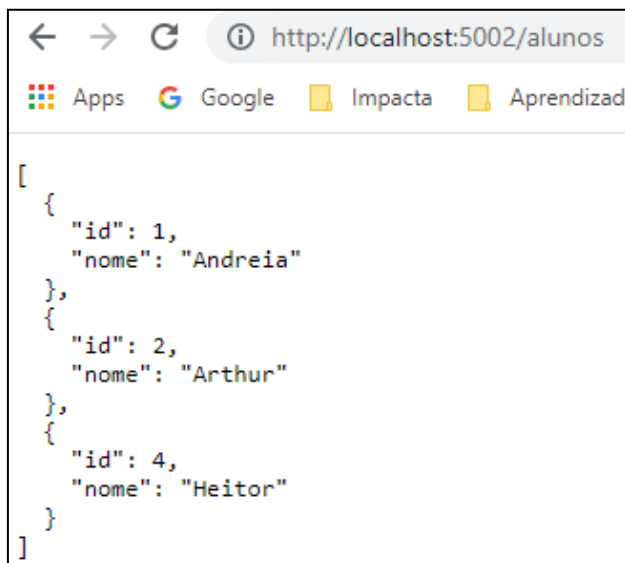 http://localhost:5002/alunos
Apps Google Impacta Aprendizad
[
  {
    "id": 1,
    "nome": "Andreia"
  },
  {
    "id": 2,
    "nome": "Arthur"
  },
  {
    "id": 4,
    "nome": "Heitor"
  }
]